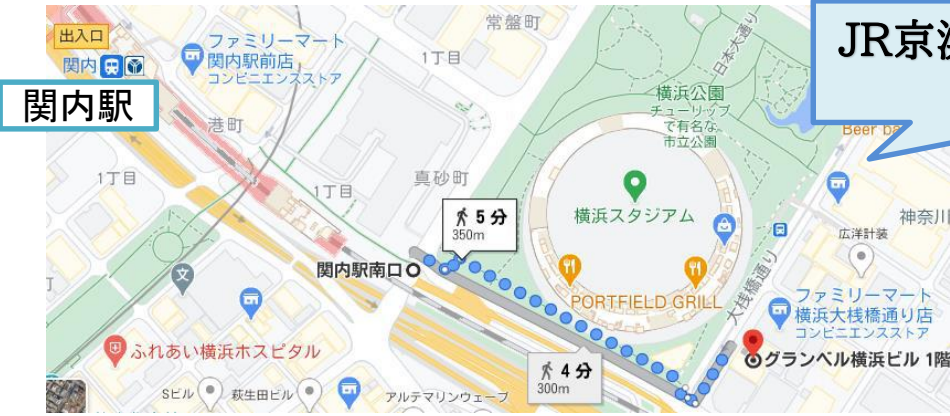 出入口
関内
関内駅
ファミリーマート
関内駅前店
コンビニエンスストア
港町
1丁目
常盤町
1丁目
真砂町
1丁目
日本大通り
横浜公園
チューリップ
で有名な
市立公園
JR京
Beer
横浜スタジアム
5 分
350m
関内駅南口
PORTFIELD GRILL
神奈川
広洋計装
大桟橋通り
ファミリーマート
横浜大桟橋通り店
コンビニエンスストア
グランベル横浜ビル 1階
4 分
300m
文
ふれあい横浜ホスピタル
Sビル
萩生田ビル
アルテマリンウェーブ